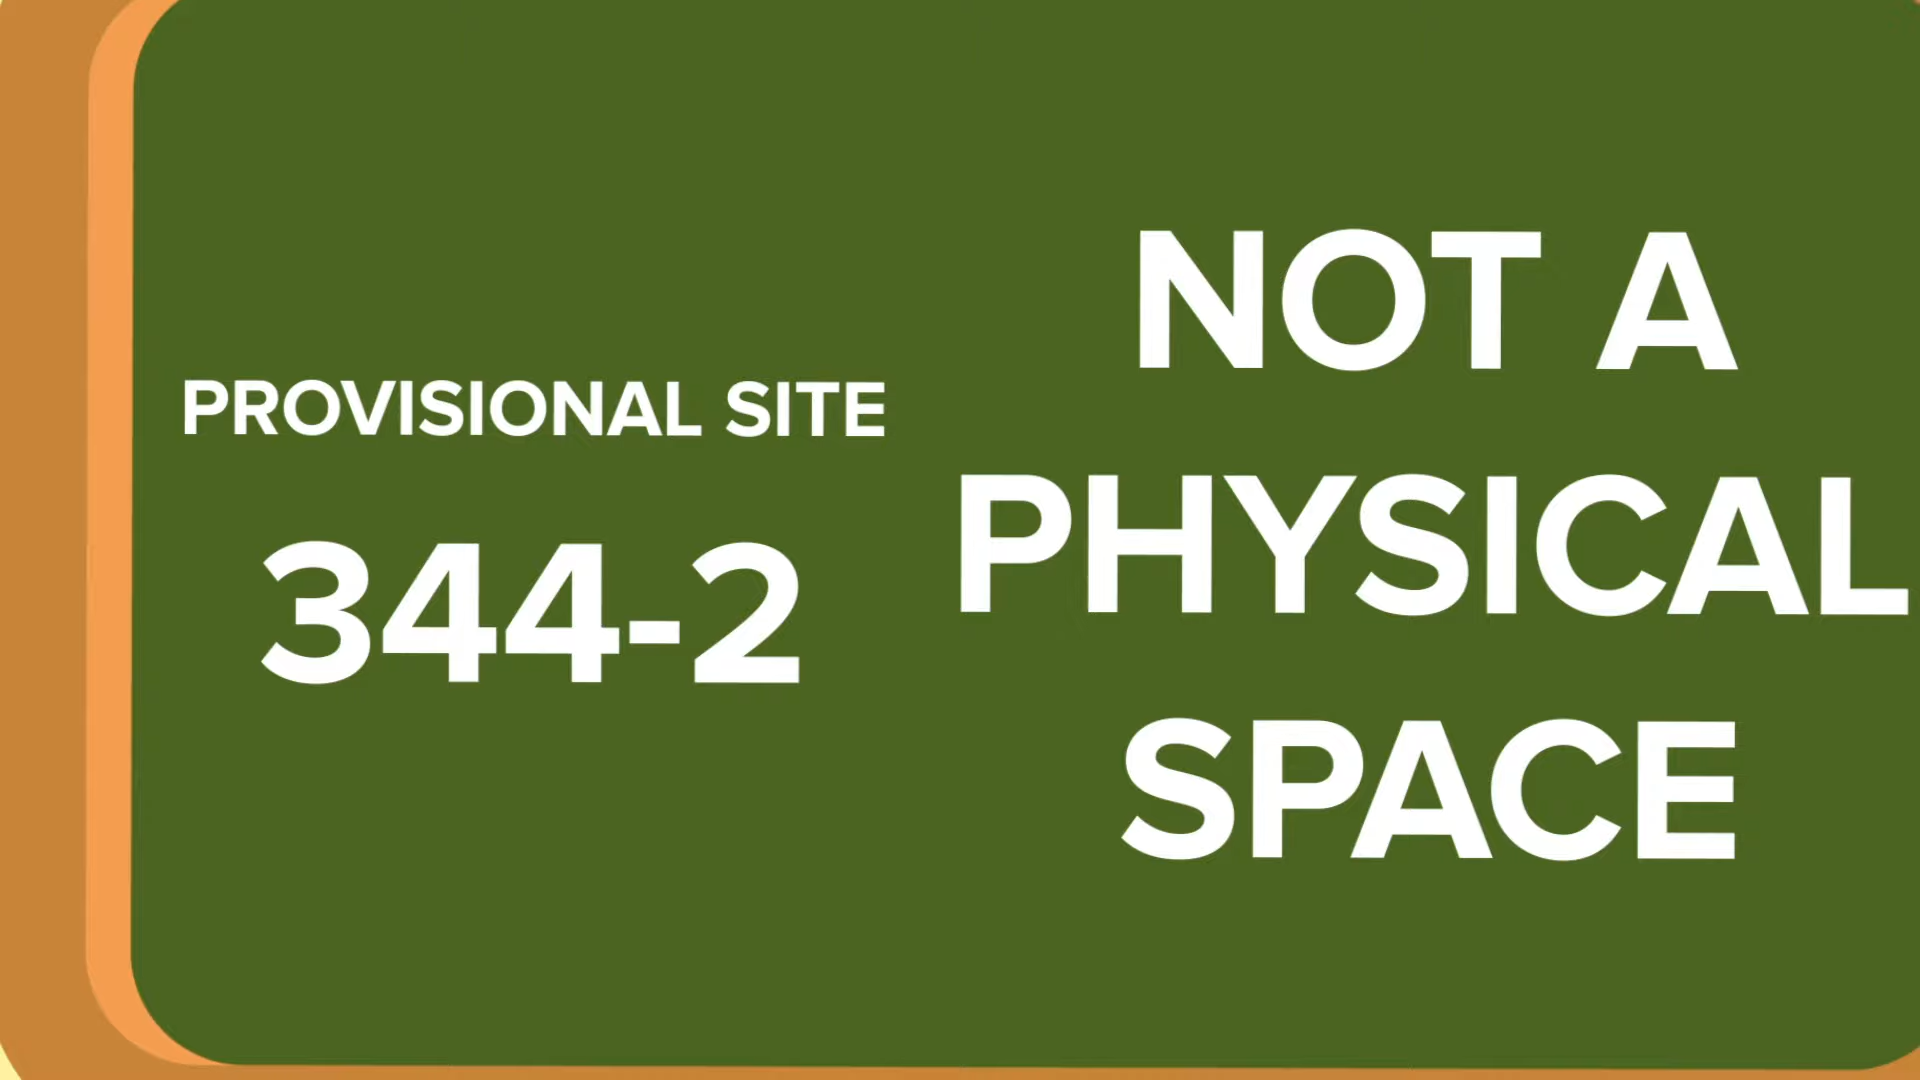 PROVISIONAL SITE
344-2
NOT A
PHYSICAL
SPACE